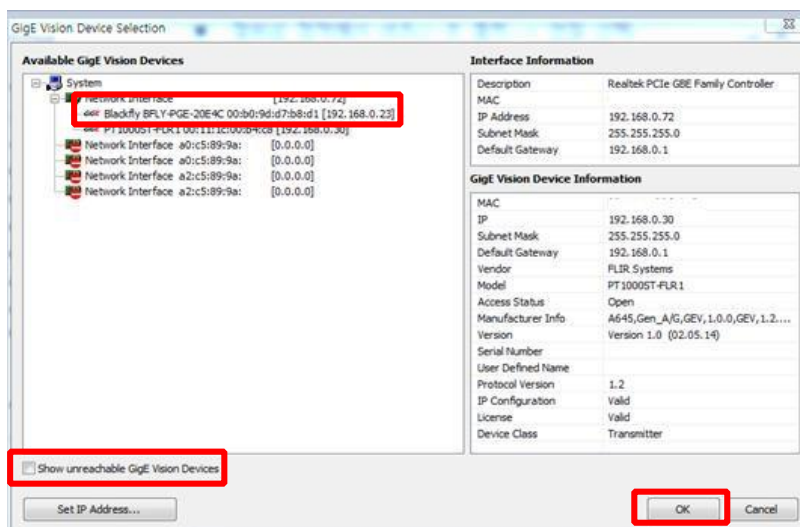 GigE Vision Device Selection
Available GigE Vision Devices
System
Network Interface [192.168.0.72]
Blackfly BFLY-PGE-20E4C 00:b0:9d:d7:b8:d1 [192.168.0.23]
PT1000ST-FLR1 00:11:1c:00:b4:c8 [192.168.0.30]
Network Interface a0:c5:89:9a: [0.0.0.0]
Network Interface a0:c5:89:9a: [0.0.0.0]
Network Interface a2:c5:89:9a: [0.0.0.0]
Network Interface a2:c5:89:9a: [0.0.0.0]
Show unreachable GigE Vision Devices
Set IP Address...
Interface Information
Description Realtek PCIe GBE Family Controller
MAC
IP Address 192.168.0.72
Subnet Mask 255.255.255.0
Default Gateway 192.168.0.1
GigE Vision Device Information
MAC
IP 192.168.0.30
Subnet Mask 255.255.255.0
Default Gateway 192.168.0.1
Vendor FLIR Systems
Model PT1000ST-FLR1
Access Status Open
Manufacturer Info A645,Gen_A/G,GEV,1.0.0,GEV,1.2....
Version Version 1.0 (02.05.14)
Serial Number
User Defined Name
Protocol Version 1.2
IP Configuration Valid
License Valid
Device Class Transmitter
OK Cancel